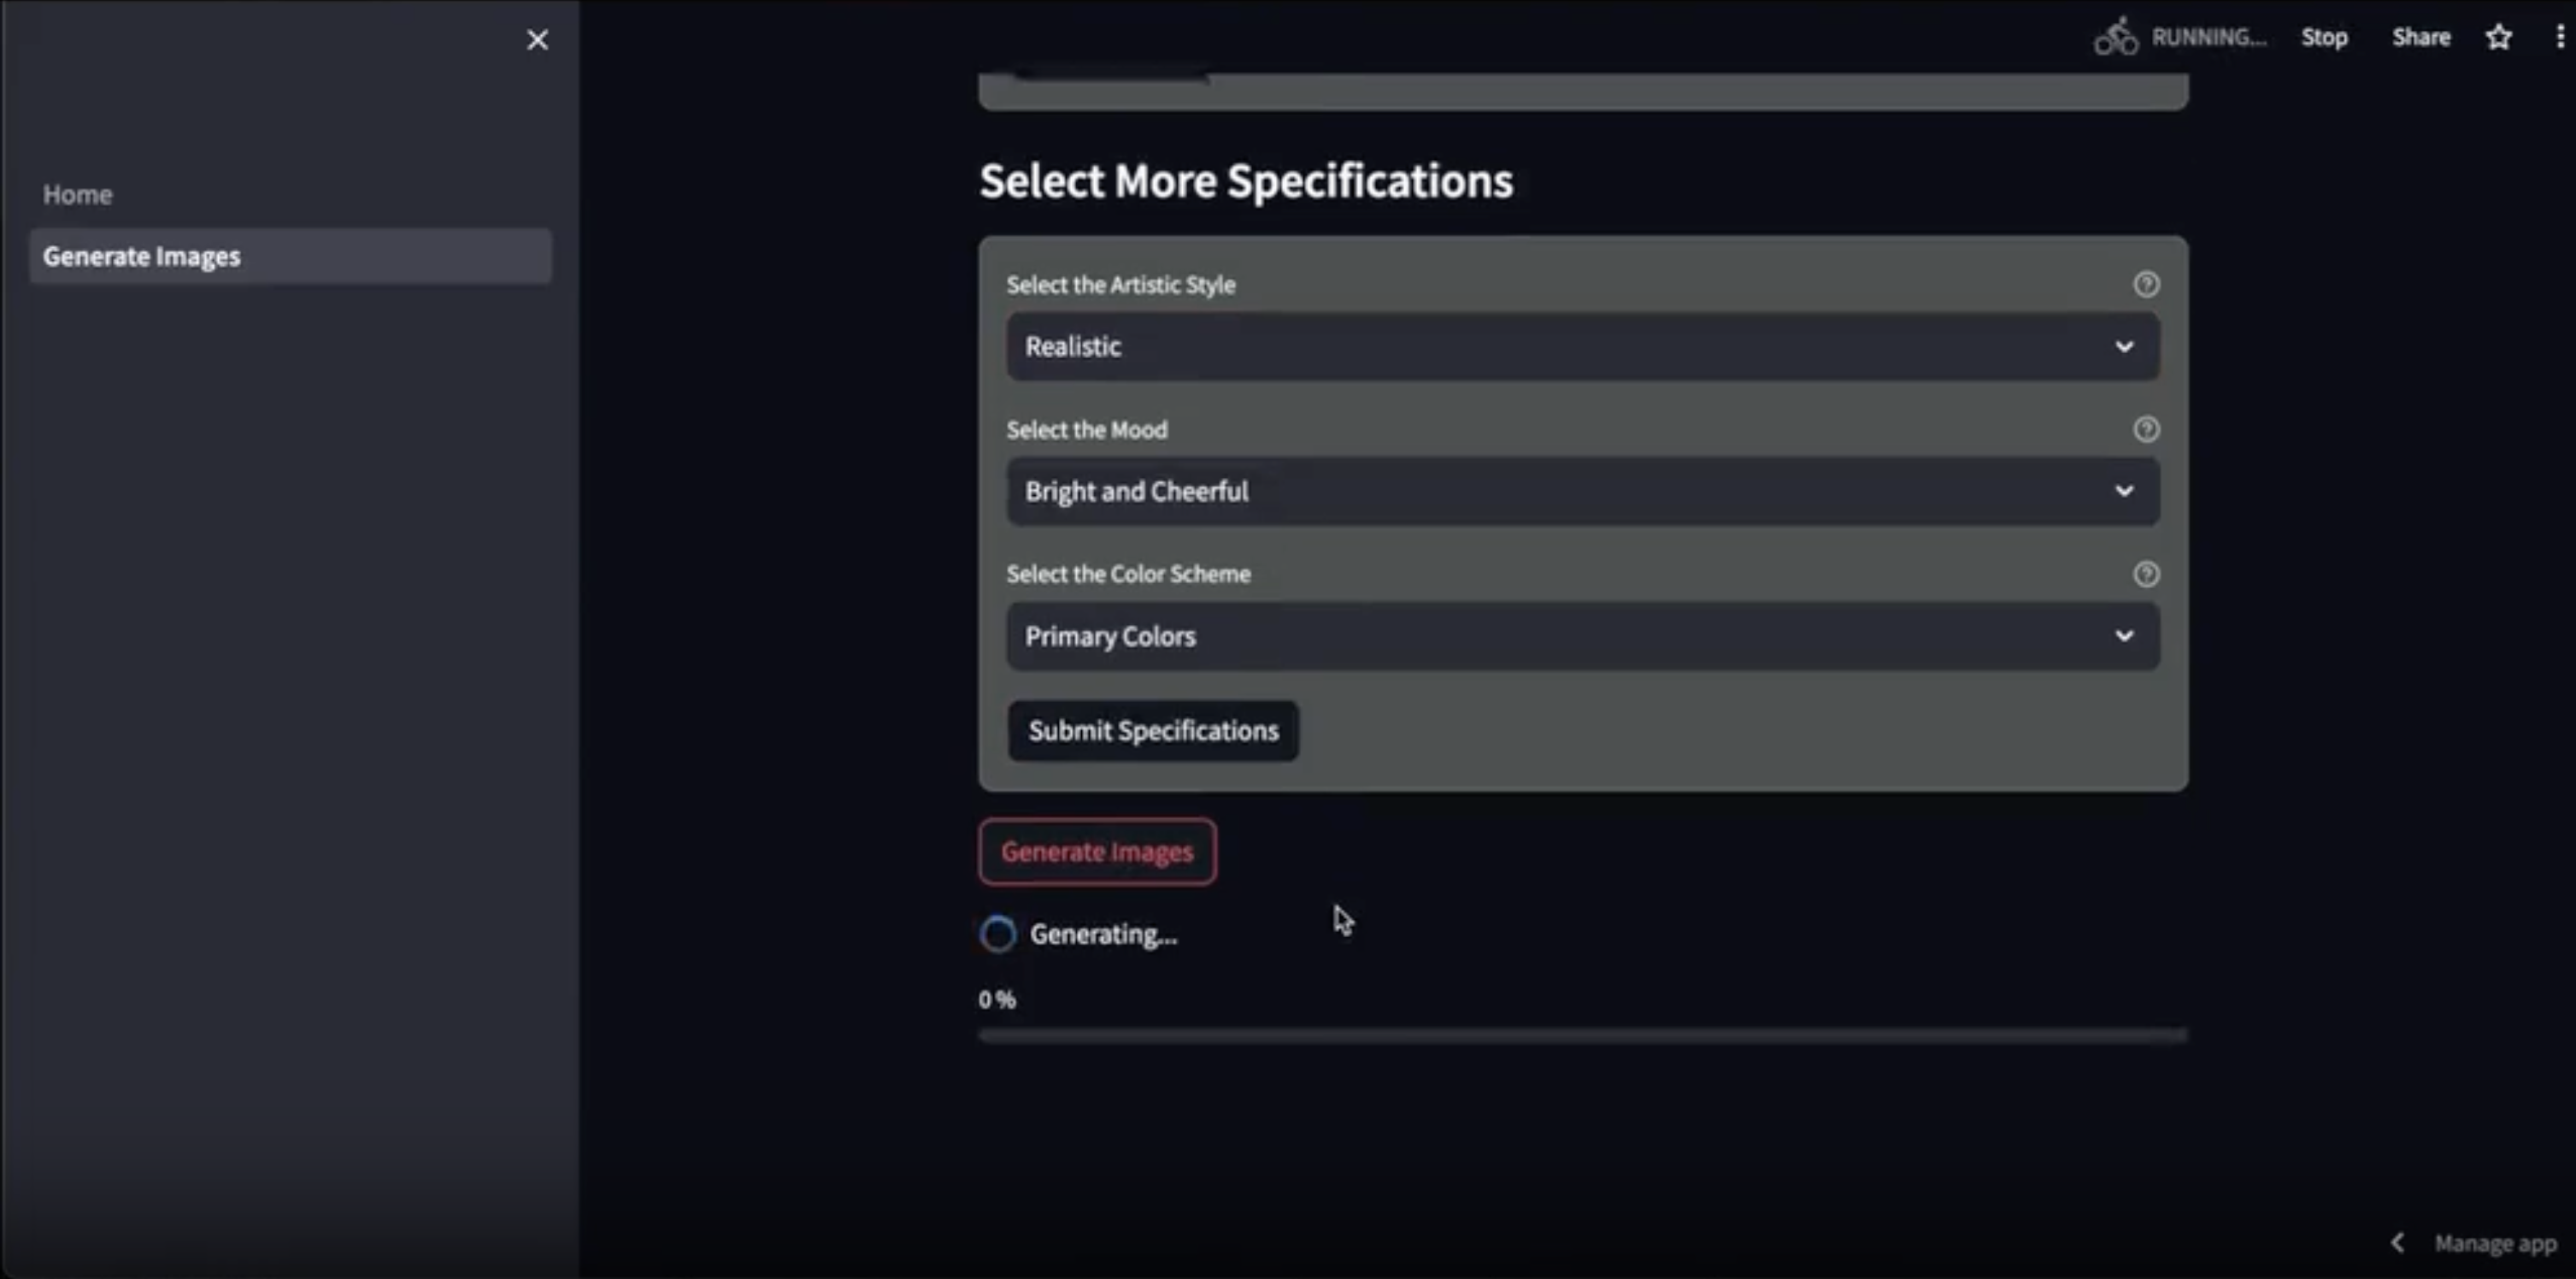 RUNNING...
Stop
Share
Home
Generate Images
Select More Specifications
Select the Artistic Style
Realistic
Select the Mood
Bright and Cheerful
Select the Color Scheme
Primary Colors
Submit Specifications
Generate Images
Generating...
0 %
Manage app